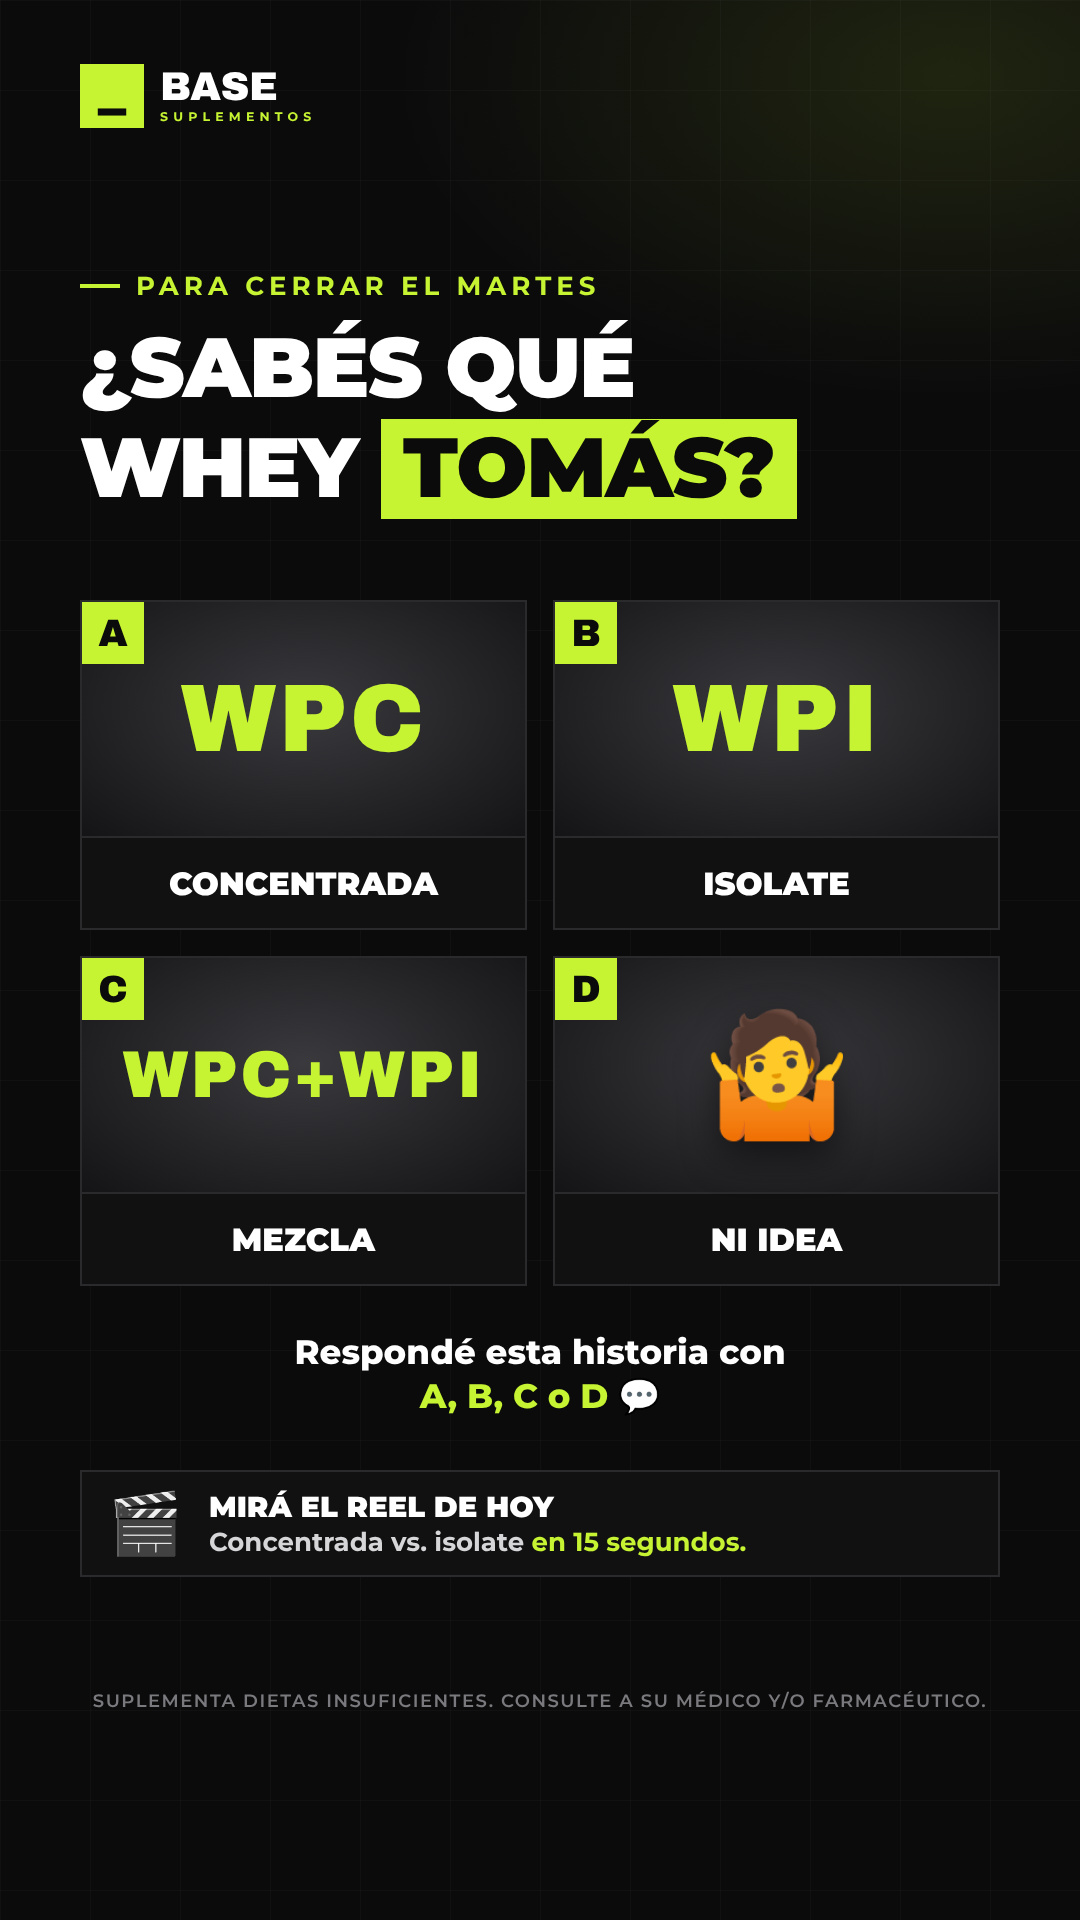 BASE
SUPLEMENTOS
PARA CERRAR EL MARTES
¿SABÉS QUÉ
WHEY TOMÁS?
A
WPC
CONCENTRADA
B
WPI
ISOLATE
C
WPC+WPI
MEZCLA
D
NI IDEA
Respondé esta historia con
A, B, C o D 💬
MIRÁ EL REEL DE HOY
Concentrada vs. isolate en 15 segundos.
SUPLEMENTA DIETAS INSUFICIENTES. CONSULTE A SU MÉDICO Y/O FARMACÉUTICO.